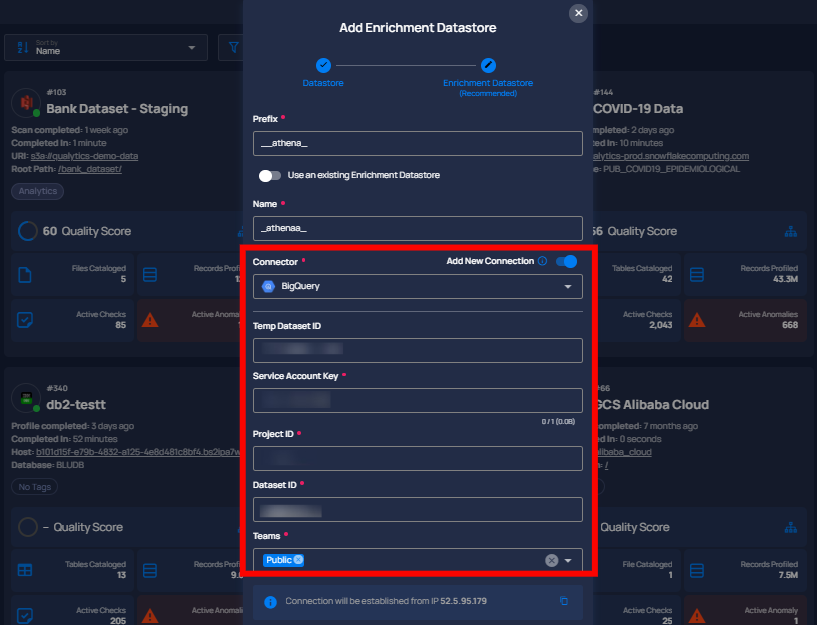 Add Enrichment Datastore
Datastore
Enrichment Datastore
(Recommended)
Prefix *
__athena_
Use an existing Enrichment Datastore
Name *
_athenaa_
Connector *
Add New Connection
BigQuery
Temp Dataset ID
Service Account Key *
0 / 1 (0.0B)
Project ID *
Dataset ID *
Teams *
Public
Connection will be established from IP 52.5.95.179
Sort by
Name
#103
Bank Dataset - Staging
Scan completed: 1 week ago
Completed In: 1 minute
URI: s3a://qualytics-demo-data
Root Path: /bank_dataset/
Analytics
60 Quality Score
Files Cataloged
5
Records Profil
Active Checks
85
Active Anomal
#340
db2-testt
Profile completed: 3 days ago
Completed In: 52 minutes
Host: b101d15f-e79b-4832-a125-4e8d481c8bf4.bs2ipa7w
Database: BLUDB
No Tags
– Quality Score
Tables Cataloged
13
Records Profil
9.0
Active Checks
205
Active Anomali
#144
COVID-19 Data
mpleted: 2 days ago
ed In: 10 minutes
alytics-prod.snowflakecomputing.com
e: PUB_COVID19_EPIDEMIOLOGICAL
56 Quality Score
Tables Cataloged
42
Records Profiled
43.3M
Active Checks
2,043
Active Anomalies
668
#66
GCS Alibaba Cloud
ompleted: 7 months ago
ed In: 0 seconds
alibaba_cloud
: /
Quality Score
File Cataloged
1
Records Profiled
7.5M
Active Checks
25
Active Anomaly
1